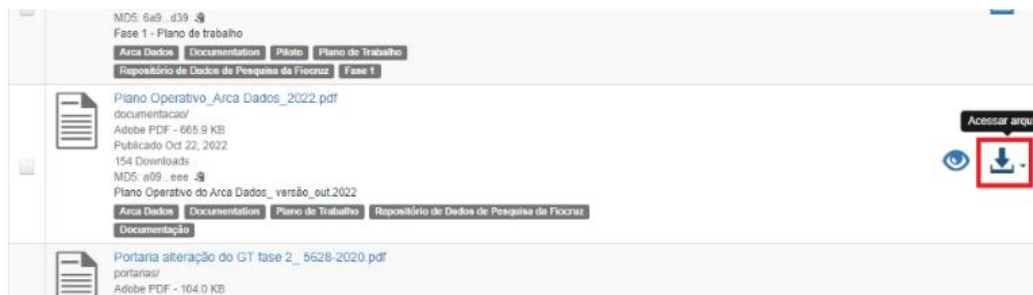 MD5: 6a9...d39
Fase 1 - Plano de trabalho
Arca Dados Documentation Piloto Plano de Trabalho
Repositório de Dados de Pesquisa da Fiocruz Fase 1
Plano Operativo_Arca Dados_2022.pdf
documentacao/
Adobe PDF - 665.9 KB
Publicado Oct 22, 2022
154 Downloads
MD5: a09...eee
Plano Operativo do Arca Dados_ versão_out.2022
Arca Dados Documentation Plano de Trabalho Repositório de Dados de Pesquisa da Fiocruz
Documentação
Acessar arqu
Portaria alteração do GT fase 2_ 5628-2020.pdf
portarias/
Adobe PDF - 104.0 KB